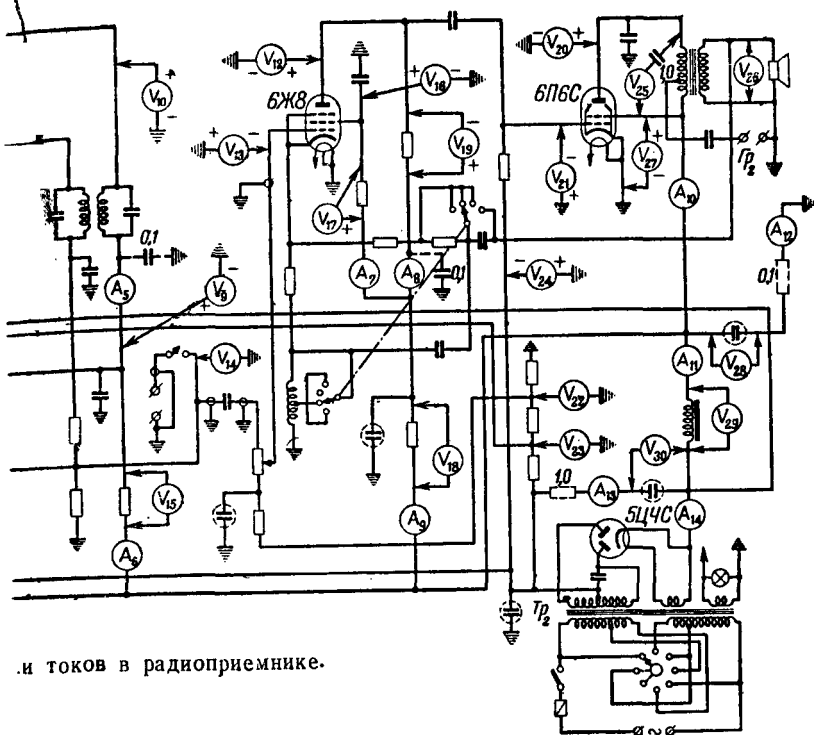 V10
V12
6Ж8
V13
V16
V19
V17
V20
6П6С
1,0
V25
V26
V27
V21
Гр2
A10
A12
0,1
0,1
A5
V9
A7
A8
0,1
V24
V14
A11
V28
V22
V29
V23
V30
V18
1,0
A13
V15
5Ц4С
A14
A9
A6
Тр2
.и токов в радиоприемнике.